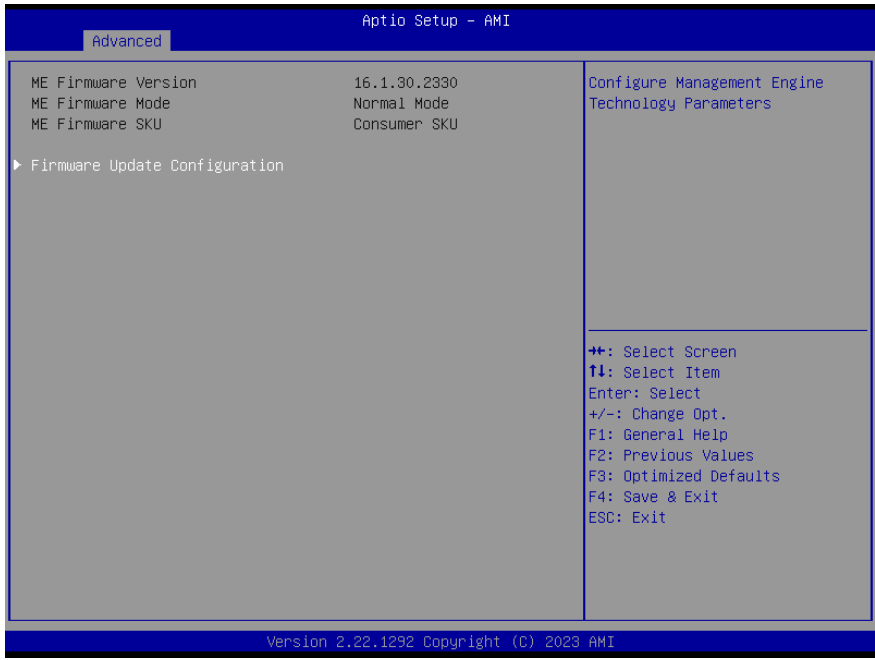 Aptio Setup – AMI
Advanced
ME Firmware Version 16.1.30.2330
ME Firmware Mode Normal Mode
ME Firmware SKU Consumer SKU
▶ Firmware Update Configuration
Configure Management Engine
Technology Parameters
→←: Select Screen
↑↓: Select Item
Enter: Select
+/-: Change Opt.
F1: General Help
F2: Previous Values
F3: Optimized Defaults
F4: Save & Exit
ESC: Exit
Version 2.22.1292 Copyright (C) 2023 AMI